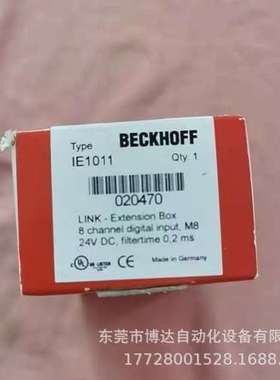 Type
BECKHOFF
IE1011
Qty. 1
020470
LINK - Extension Box
8 channel digital input, M8
24V DC, filtertime 0,2 ms
Made in Germany
东莞市博达自动化设备有限
17728001528.1688.